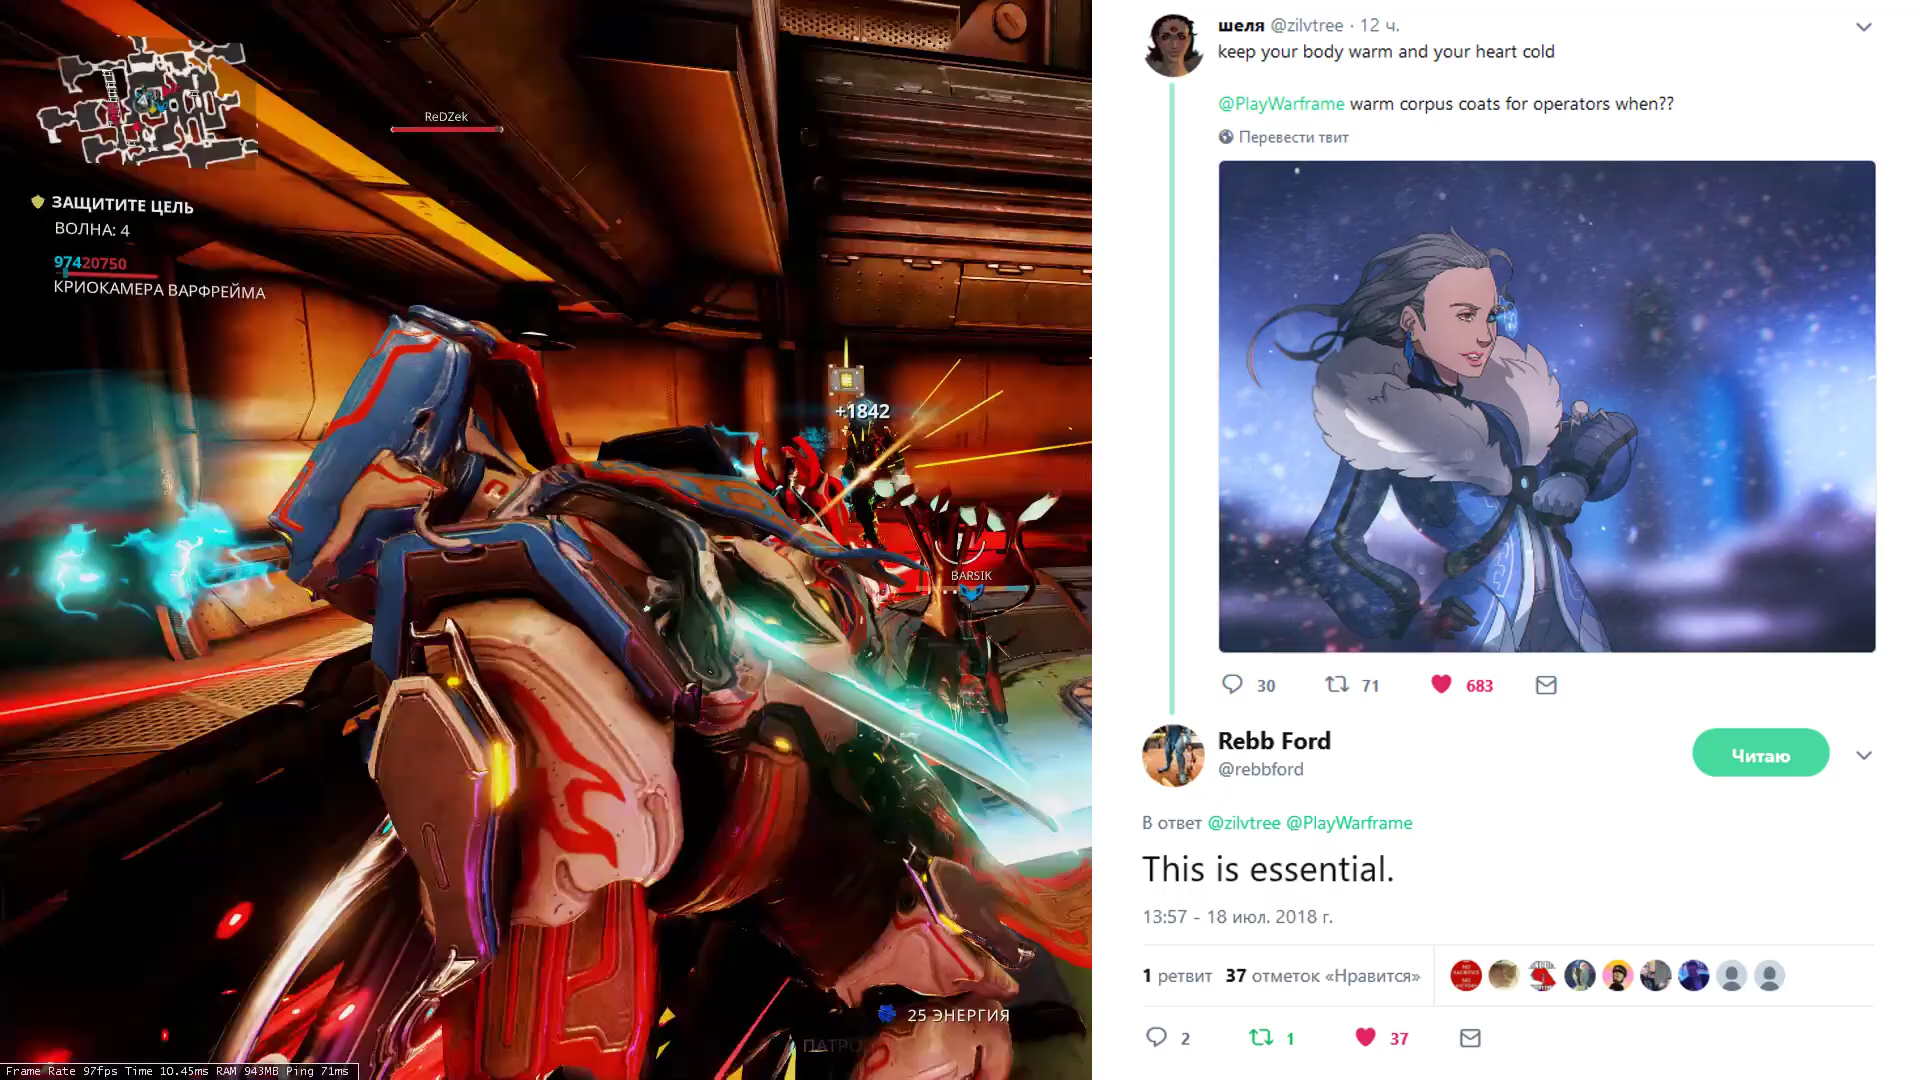 ReDZek
ЗАЩИТИТЕ ЦЕЛЬ
ВОЛНА: 4
97420750
КРИОКАМЕРА ВАРФРЕЙМА
+1842
BARSIK
25 ЭНЕРГИЯ
Frame Rate 97fps Time 10.45ms RAM 943MB Ping 71ms
шеля @zilvtree · 12 ч.
keep your body warm and your heart cold
@PlayWarframe warm corpus coats for operators when??
Перевести твит
30 71 683
Rebb Ford
@rebbford
Читаю
В ответ @zilvtree @PlayWarframe
This is essential.
13:57 - 18 июл. 2018 г.
1 ретвит 37 отметок «Нравится»
2 1 37